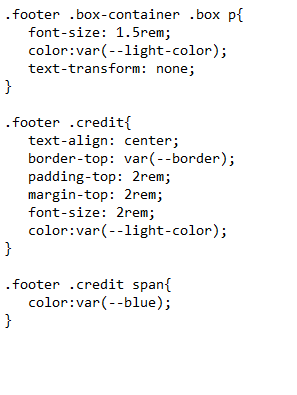 .footer .box-container .box p{
   font-size: 1.5rem;
   color:var(--light-color);
   text-transform: none;
}

.footer .credit{
   text-align: center;
   border-top: var(--border);
   padding-top: 2rem;
   margin-top: 2rem;
   font-size: 2rem;
   color:var(--light-color);
}

.footer .credit span{
   color:var(--blue);
}